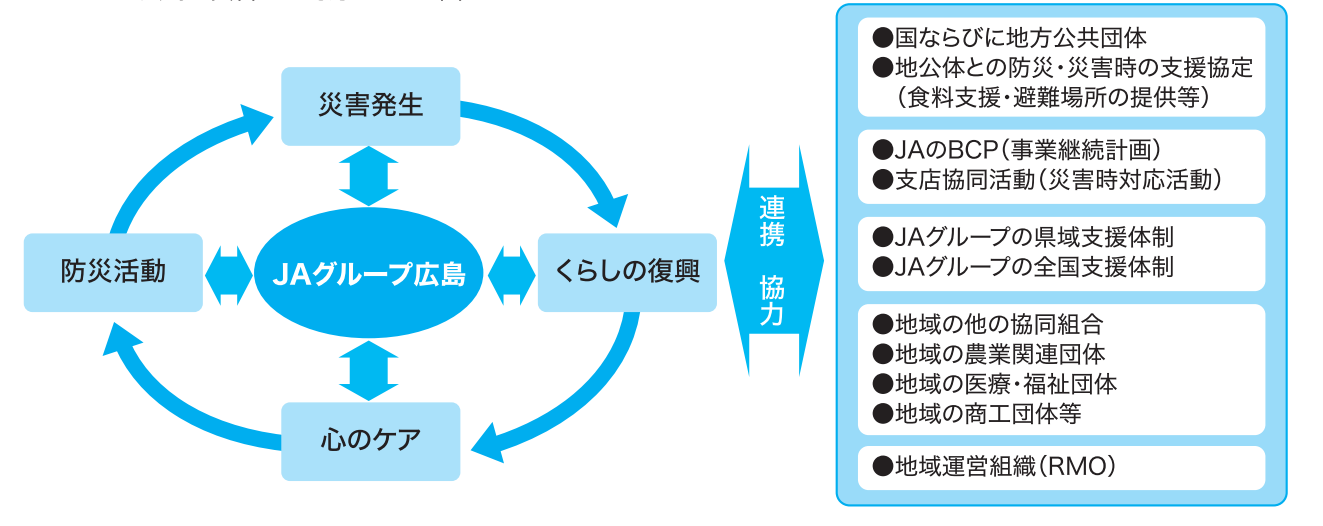 災害発生
防災活動
JAグループ広島
くらしの復興
心のケア
連携 協力
●国ならびに地方公共団体
●地公体との防災・災害時の支援協定
（食料支援・避難場所の提供等）
●JAのBCP（事業継続計画）
●支店協同活動（災害時対応活動）
●JAグループの県域支援体制
●JAグループの全国支援体制
●地域の他の協同組合
●地域の農業関連団体
●地域の医療・福祉団体
●地域の商工団体等
●地域運営組織（RMO）